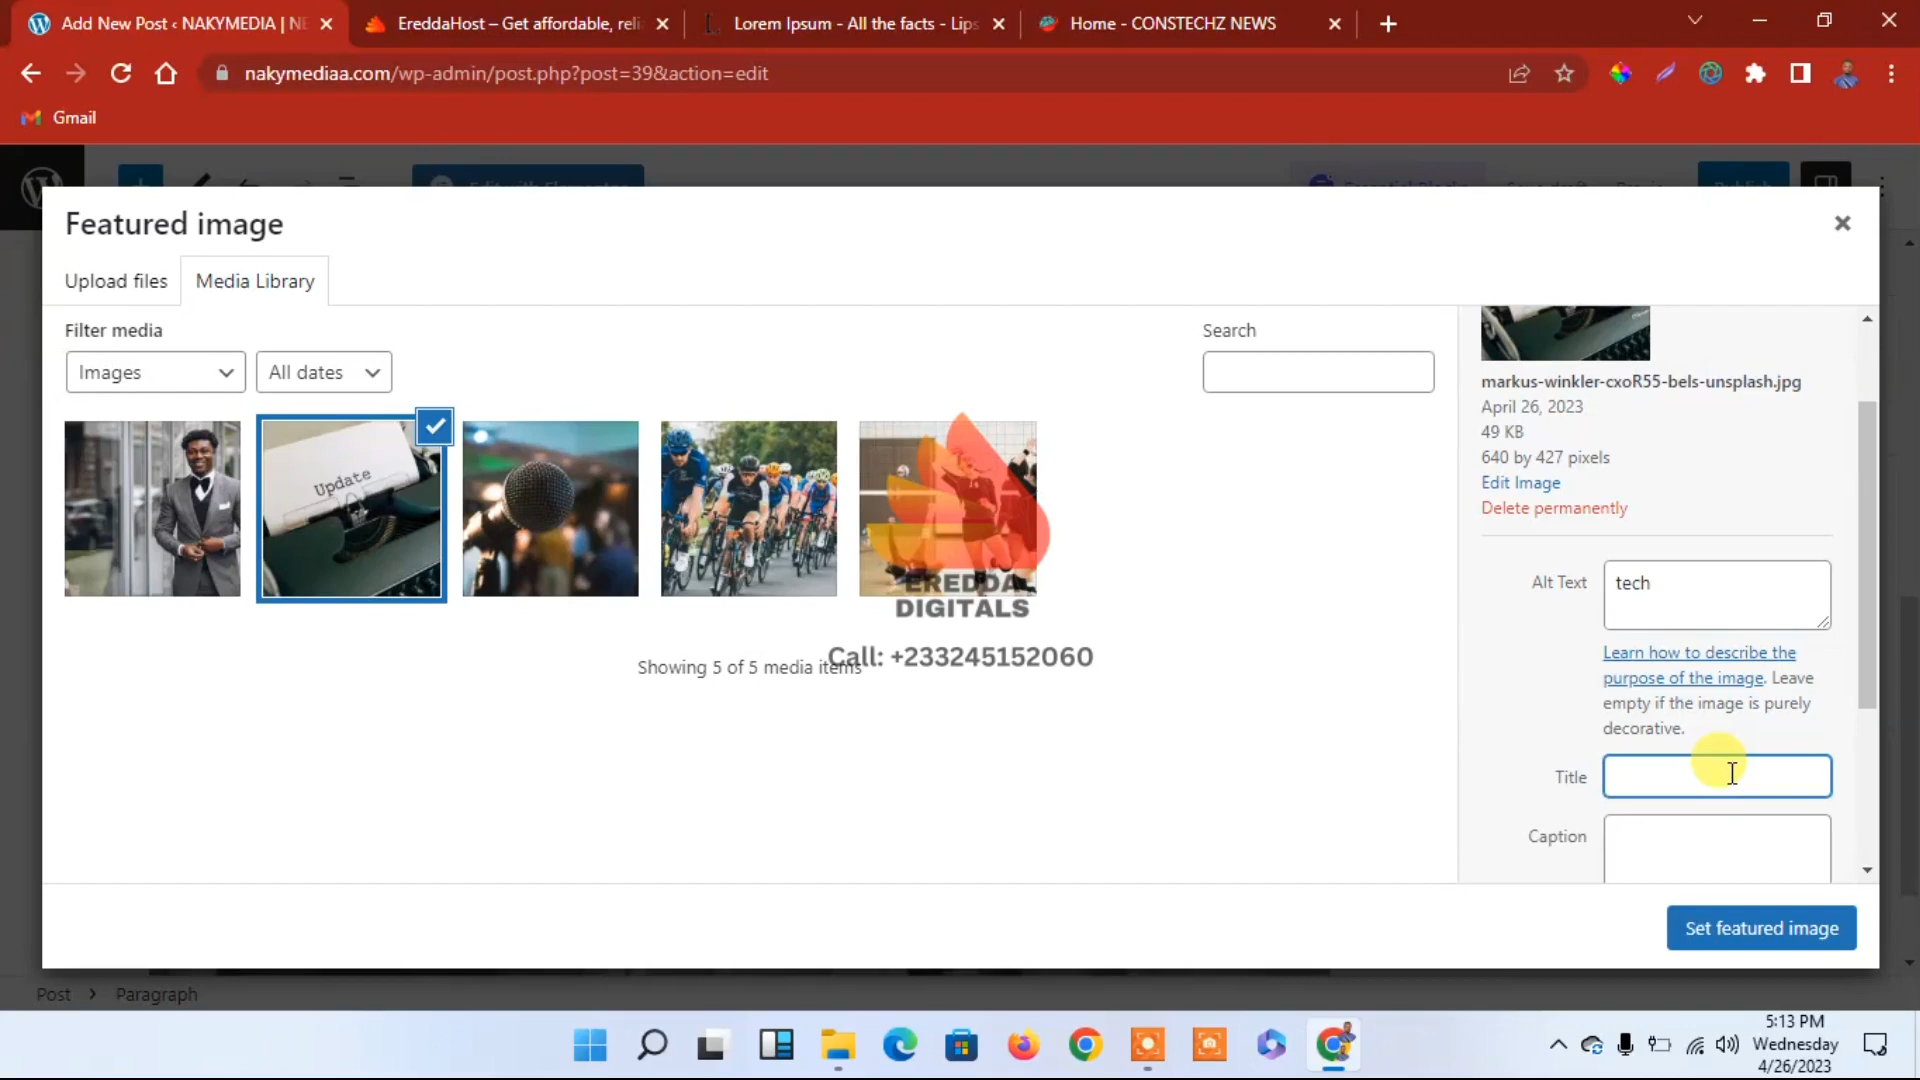 Add New Post ‹ NAKYMEDIA | NE
EreddaHost – Get affordable, reli
Lorem Ipsum - All the facts - Lips
Home - CONSTECHZ NEWS
nakymediaa.com/wp-admin/post.php?post=39&action=edit
Gmail
Featured image
Upload files
Media Library
Filter media
Search
Images
All dates
Update
markus-winkler-cxoR55-bels-unsplash.jpg
April 26, 2023
49 KB
640 by 427 pixels
Edit Image
Delete permanently
Alt Text
tech
Learn how to describe the
purpose of the image. Leave
empty if the image is purely
decorative.
Title
Caption
EREDDA
DIGITALS
Call: +233245152060
Showing 5 of 5 media items
Set featured image
Post
Paragraph
5:13 PM
Wednesday
4/26/2023